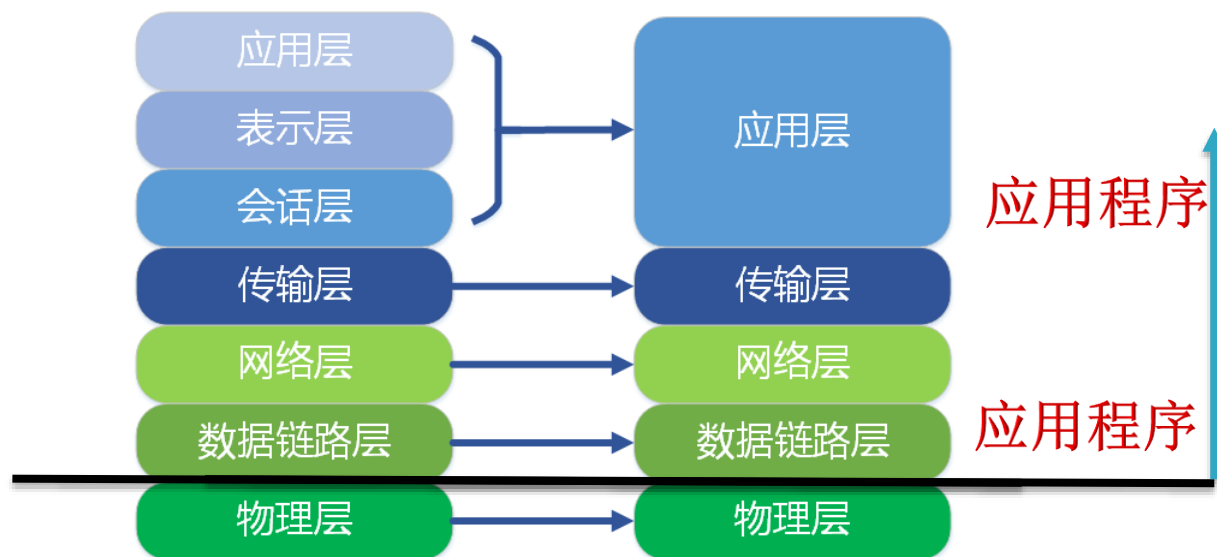 应用层
表示层
会话层
传输层
网络层
数据链路层
物理层
应用层
传输层
网络层
数据链路层
物理层
应用程序
应用程序